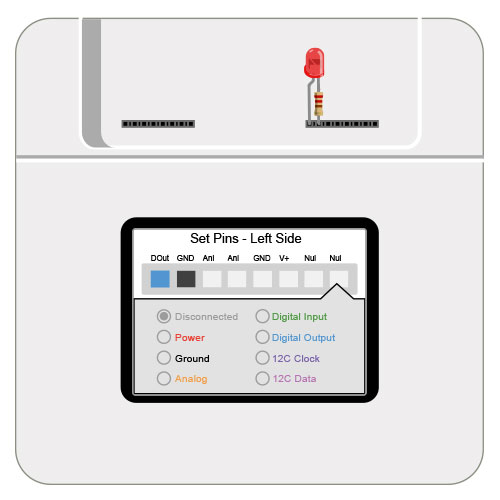 Set Pins - Left Side
DOut GND Anl Anl GND V+ Nul Nul
Disconnected Digital Input
Power Digital Output
Ground 12C Clock
Analog 12C Data